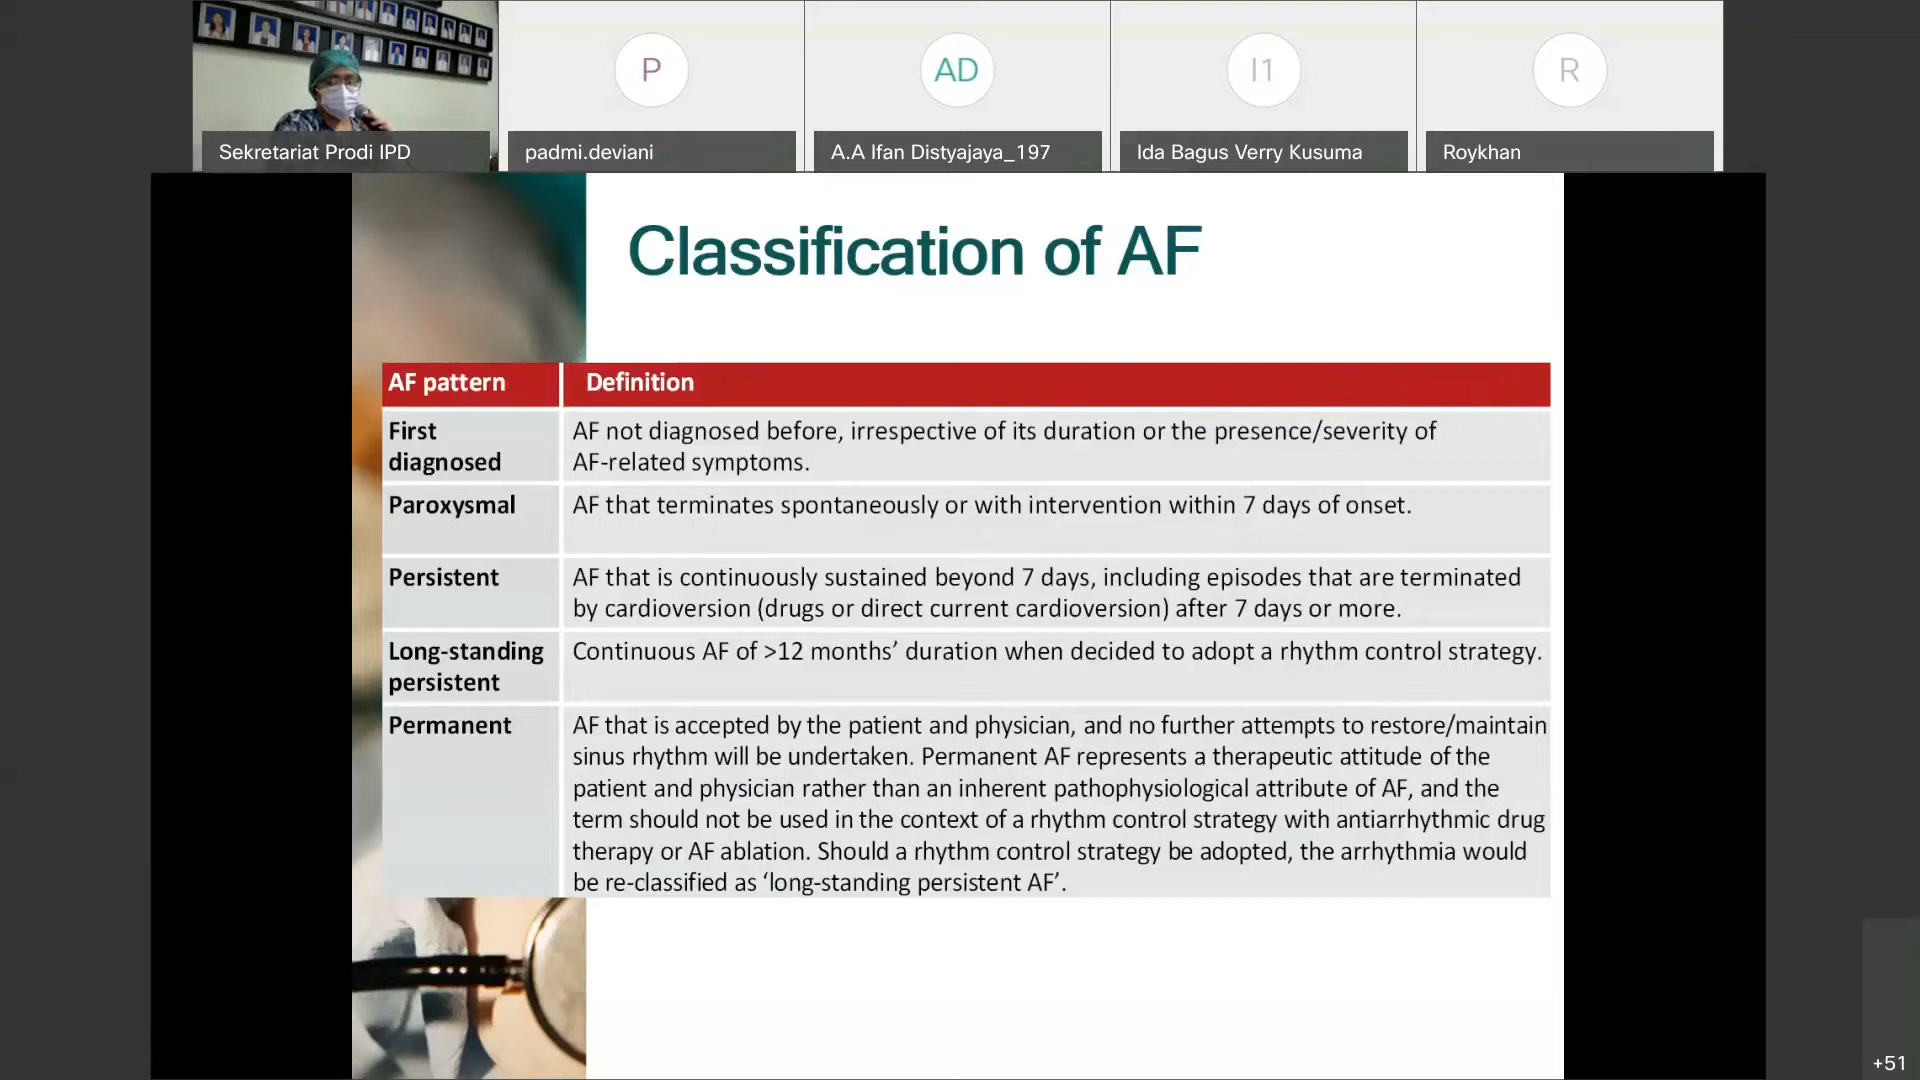 P
AD
I1
R
Sekretariat Prodi IPD
padmi.deviani
A.A Ifan Distyajaya_197
Ida Bagus Verry Kusuma
Roykhan
Classification of AF
AF pattern
Definition
First
diagnosed
AF not diagnosed before, irrespective of its duration or the presence/severity of
AF-related symptoms.
Paroxysmal
AF that terminates spontaneously or with intervention within 7 days of onset.
Persistent
AF that is continuously sustained beyond 7 days, including episodes that are terminated
by cardioversion (drugs or direct current cardioversion) after 7 days or more.
Long-standing
persistent
Continuous AF of >12 months’ duration when decided to adopt a rhythm control strategy.
Permanent
AF that is accepted by the patient and physician, and no further attempts to restore/maintain
sinus rhythm will be undertaken. Permanent AF represents a therapeutic attitude of the
patient and physician rather than an inherent pathophysiological attribute of AF, and the
term should not be used in the context of a rhythm control strategy with antiarrhythmic drug
therapy or AF ablation. Should a rhythm control strategy be adopted, the arrhythmia would
be re-classified as ‘long-standing persistent AF’.
+51